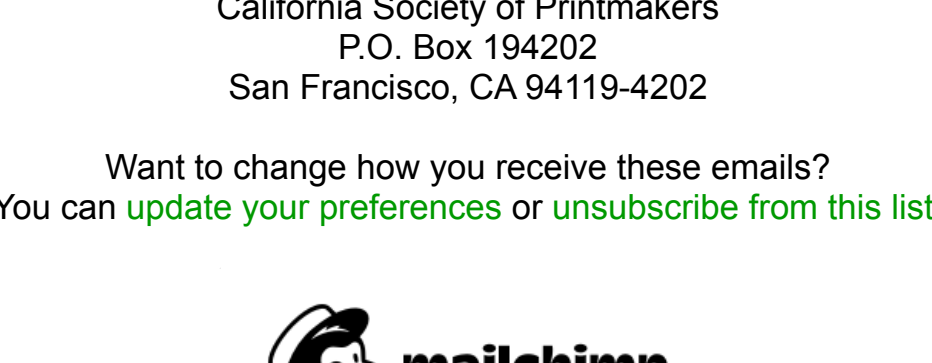 California Society of Printmakers
P.O. Box 194202
San Francisco, CA 94119-4202
Want to change how you receive these emails?
You can update your preferences or unsubscribe from this list
mailchimp